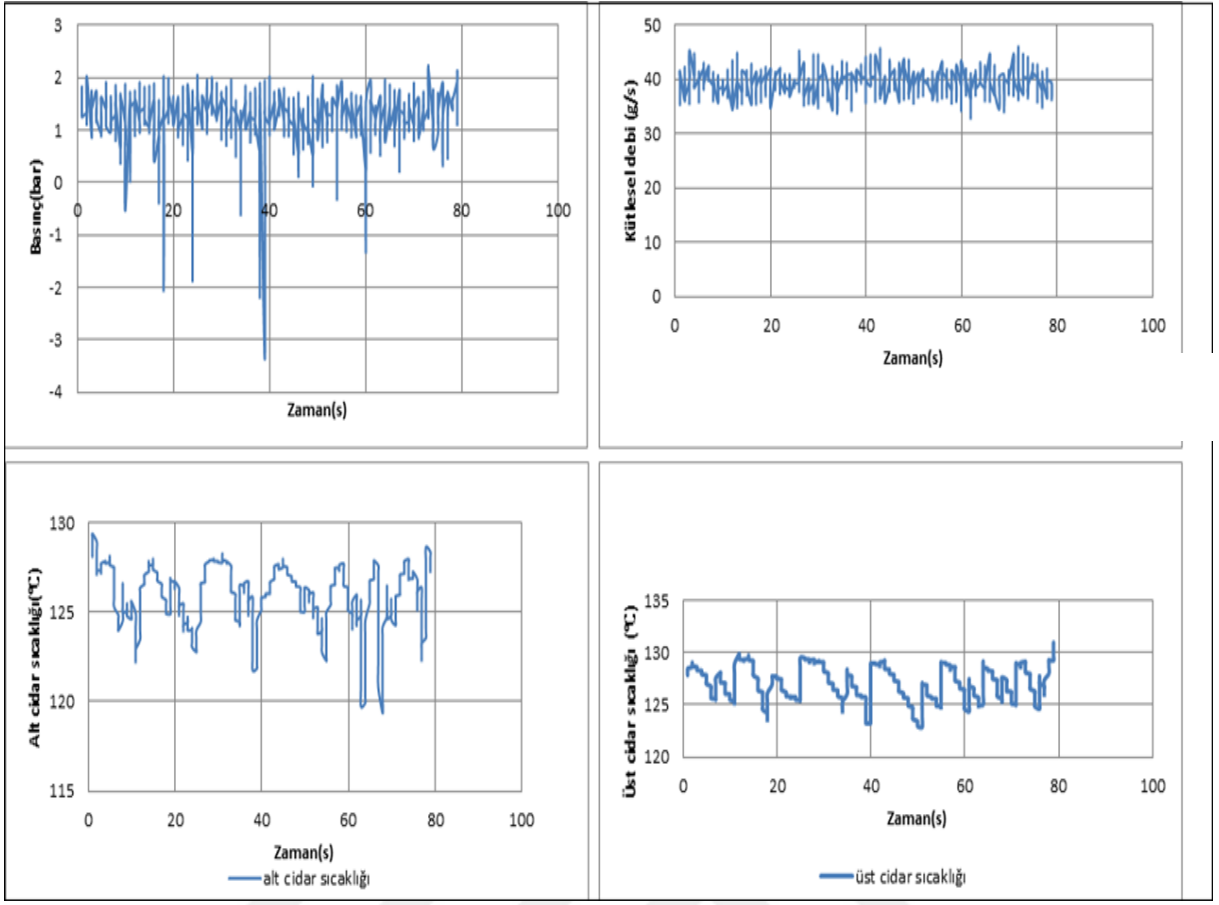 3
2
1
0
-1
-2
-3
-4
0 20 40 60 80 100
Basınç(bar)
Zaman(s)
50
40
30
20
10
0
0 20 40 60 80 100
Kütlesel debi (g/s)
Zaman(s)
130
125
120
115
0 20 40 60 80 100
Alt cidar sıcaklığı(°C)
Zaman(s)
alt cidar sıcaklığı
135
130
125
120
0 20 40 60 80 100
Üst cidar sıcaklığı (°C)
Zaman(s)
üst cidar sıcaklığı